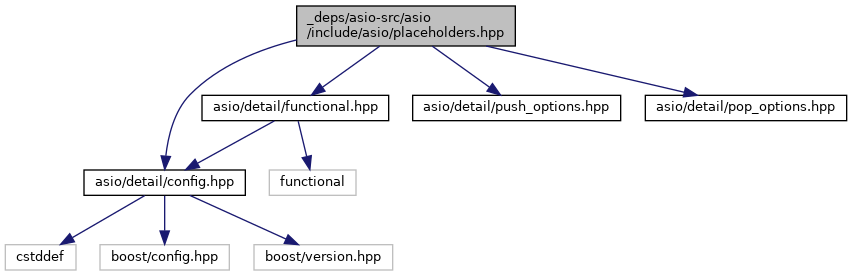 _deps/asio-src/asio
/include/asio/placeholders.hpp
asio/detail/functional.hpp
asio/detail/push_options.hpp
asio/detail/pop_options.hpp
asio/detail/config.hpp
functional
cstddef
boost/config.hpp
boost/version.hpp